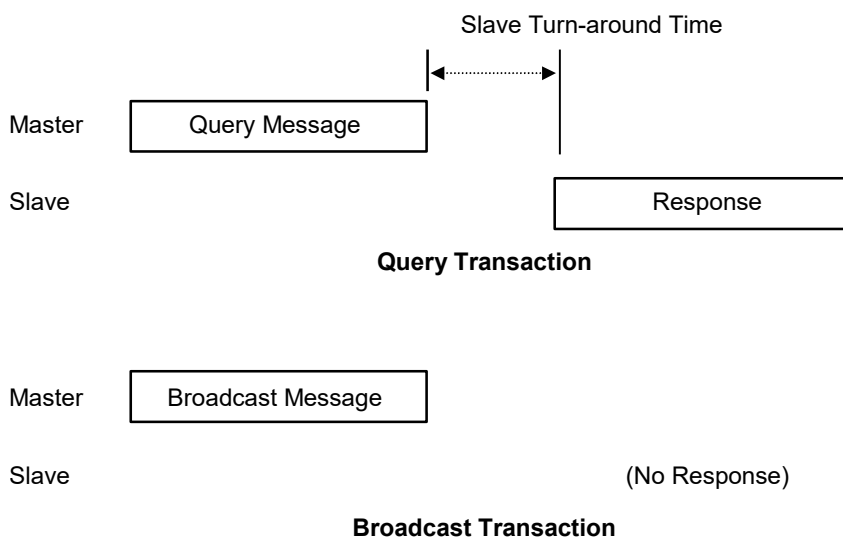 Slave Turn-around Time
Master Query Message
Slave Response
Query Transaction
Master Broadcast Message
Slave (No Response)
Broadcast Transaction